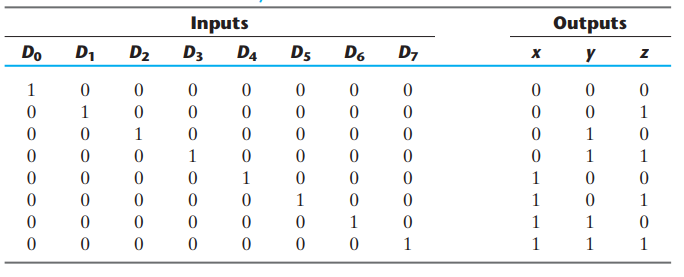 Inputs Outputs
D0 D1 D2 D3 D4 D5 D6 D7 x y z
1 0 0 0 0 0 0 0 0 0 0
0 1 0 0 0 0 0 0 0 0 1
0 0 1 0 0 0 0 0 0 1 0
0 0 0 1 0 0 0 0 0 1 1
0 0 0 0 1 0 0 0 1 0 0
0 0 0 0 0 1 0 0 1 0 1
0 0 0 0 0 0 1 0 1 1 0
0 0 0 0 0 0 0 1 1 1 1